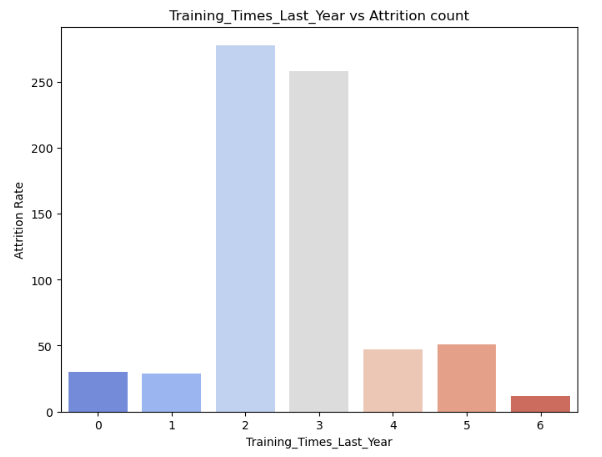 Training_Times_Last_Year vs Attrition count
Attrition Rate
250
200
150
100
50
0
0 1 2 3 4 5 6
Training_Times_Last_Year